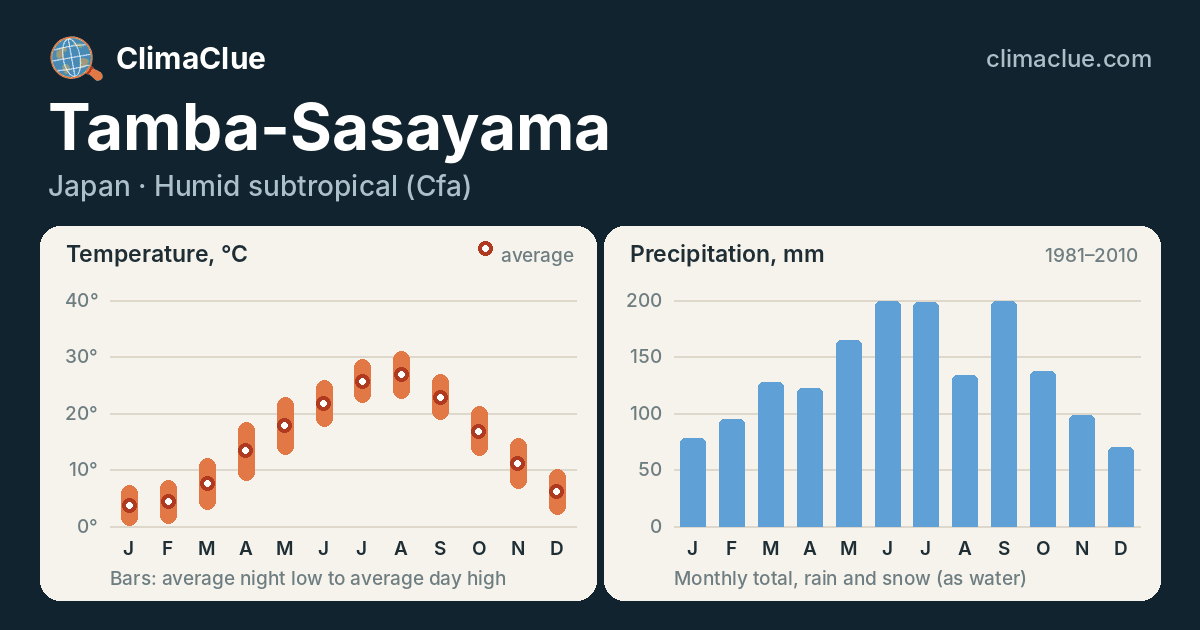 ClimaClue
climaclue.com
Tamba-Sasayama
Japan · Humid subtropical (Cfa)
Temperature, °C
average
40°
30°
20°
10°
0°
J F M A M J J A S O N D
Bars: average night low to average day high
Precipitation, mm
1981–2010
200
150
100
50
0
J F M A M J J A S O N D
Monthly total, rain and snow (as water)